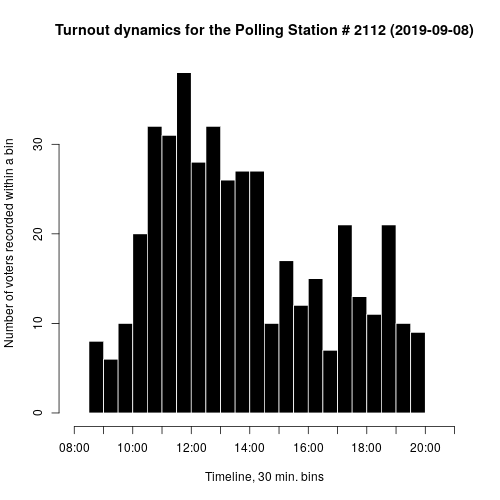 Turnout dynamics for the Polling Station # 2112 (2019-09-08)
Number of voters recorded within a bin
30
20
10
0
08:00 10:00 12:00 14:00 16:00 18:00 20:00
Timeline, 30 min. bins